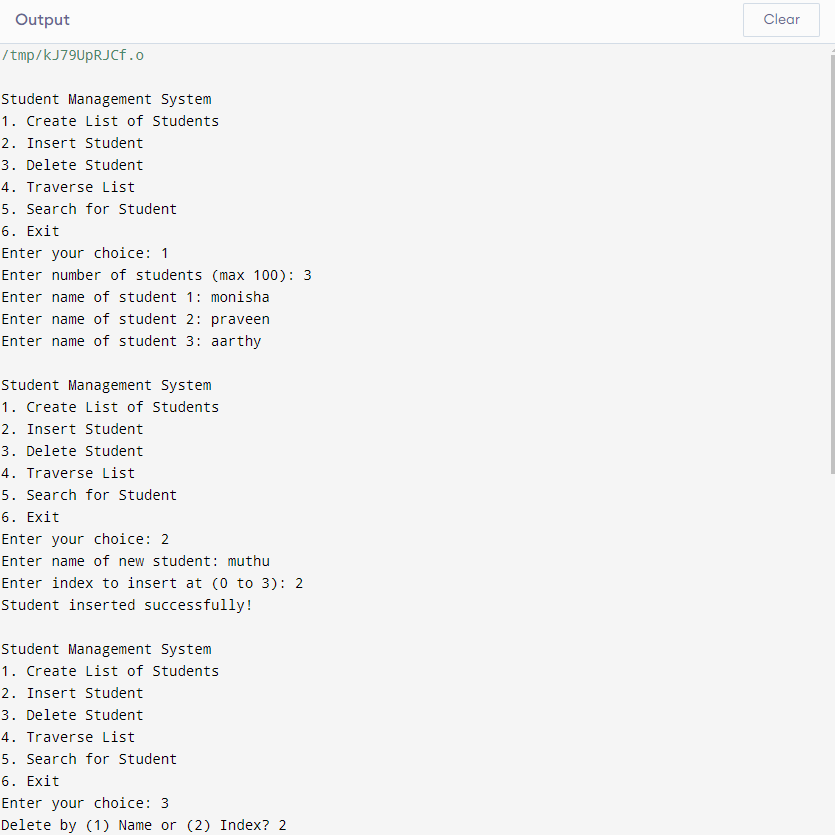 Output
Clear
/tmp/kJ79UpRJCf.o
Student Management System
1. Create List of Students
2. Insert Student
3. Delete Student
4. Traverse List
5. Search for Student
6. Exit
Enter your choice: 1
Enter number of students (max 100): 3
Enter name of student 1: monisha
Enter name of student 2: praveen
Enter name of student 3: aarthy
Student Management System
1. Create List of Students
2. Insert Student
3. Delete Student
4. Traverse List
5. Search for Student
6. Exit
Enter your choice: 2
Enter name of new student: muthu
Enter index to insert at (0 to 3): 2
Student inserted successfully!
Student Management System
1. Create List of Students
2. Insert Student
3. Delete Student
4. Traverse List
5. Search for Student
6. Exit
Enter your choice: 3
Delete by (1) Name or (2) Index? 2